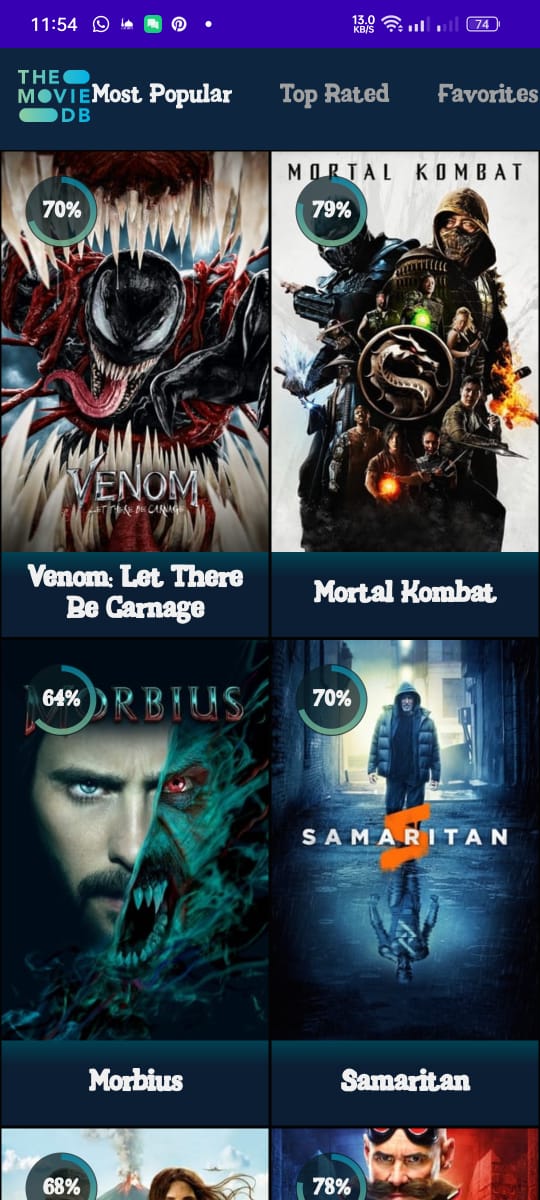 11:54
13.0
KB/S
74
THE
MOVIE
DB
Most Popular
Top Rated
Favorites
70%
VENOM
LET THERE BE CARNAGE
Venom: Let There
Be Carnage
MORTAL KOMBAT
79%
Mortal Kombat
64%
MORBIUS
Morbius
70%
SAMARITAN
Samaritan
68%
78%